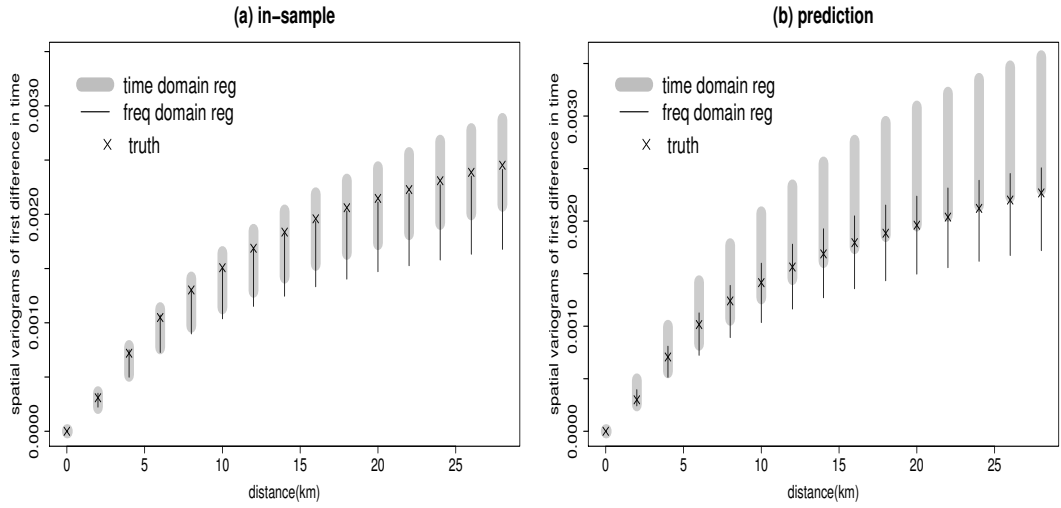 (a) in−sample
spatial variograms of first difference in time
0.0000
0.0010
0.0020
0.0030
time domain reg
freq domain reg
truth
0 5 10 15 20 25
distance(km)
(b) prediction
spatial variograms of first difference in time
0.0000
0.0010
0.0020
0.0030
time domain reg
freq domain reg
truth
0 5 10 15 20 25
distance(km)